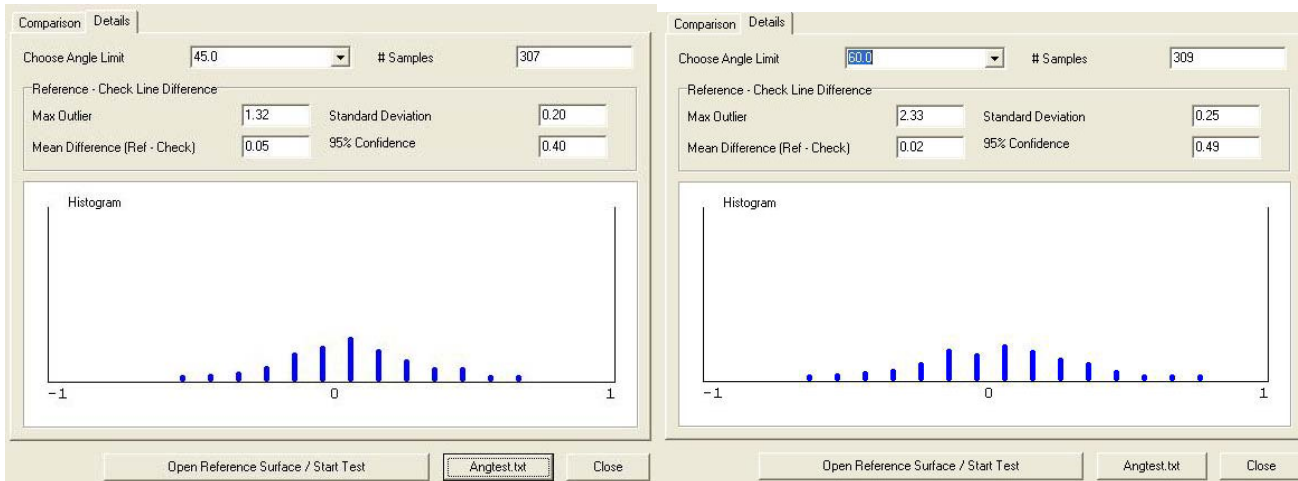 Comparison Details
Choose Angle Limit 45.0 # Samples 307
Reference - Check Line Difference
Max Outlier 1.32 Standard Deviation 0.20
Mean Difference (Ref - Check) 0.05 95% Confidence 0.40
Histogram
-1 0 1
Open Reference Surface / Start Test Angtest.txt Close
Comparison Details
Choose Angle Limit 60.0 # Samples 309
Reference - Check Line Difference
Max Outlier 2.33 Standard Deviation 0.25
Mean Difference (Ref - Check) 0.02 95% Confidence 0.49
Histogram
-1 0 1
Open Reference Surface / Start Test Angtest.txt Close